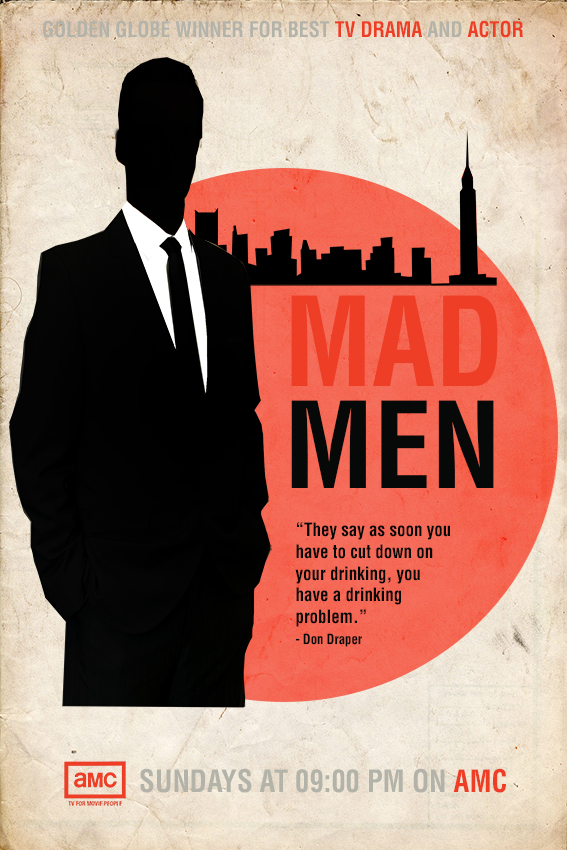 GOLDEN GLOBE WINNER FOR BEST TV DRAMA AND ACTOR
MAD
MEN
“They say as soon you
have to cut down on
your drinking, you
have a drinking
problem.”
- Don Draper
amc
TV FOR MOVIE PEOPLE
SUNDAYS AT 09:00 PM ON AMC